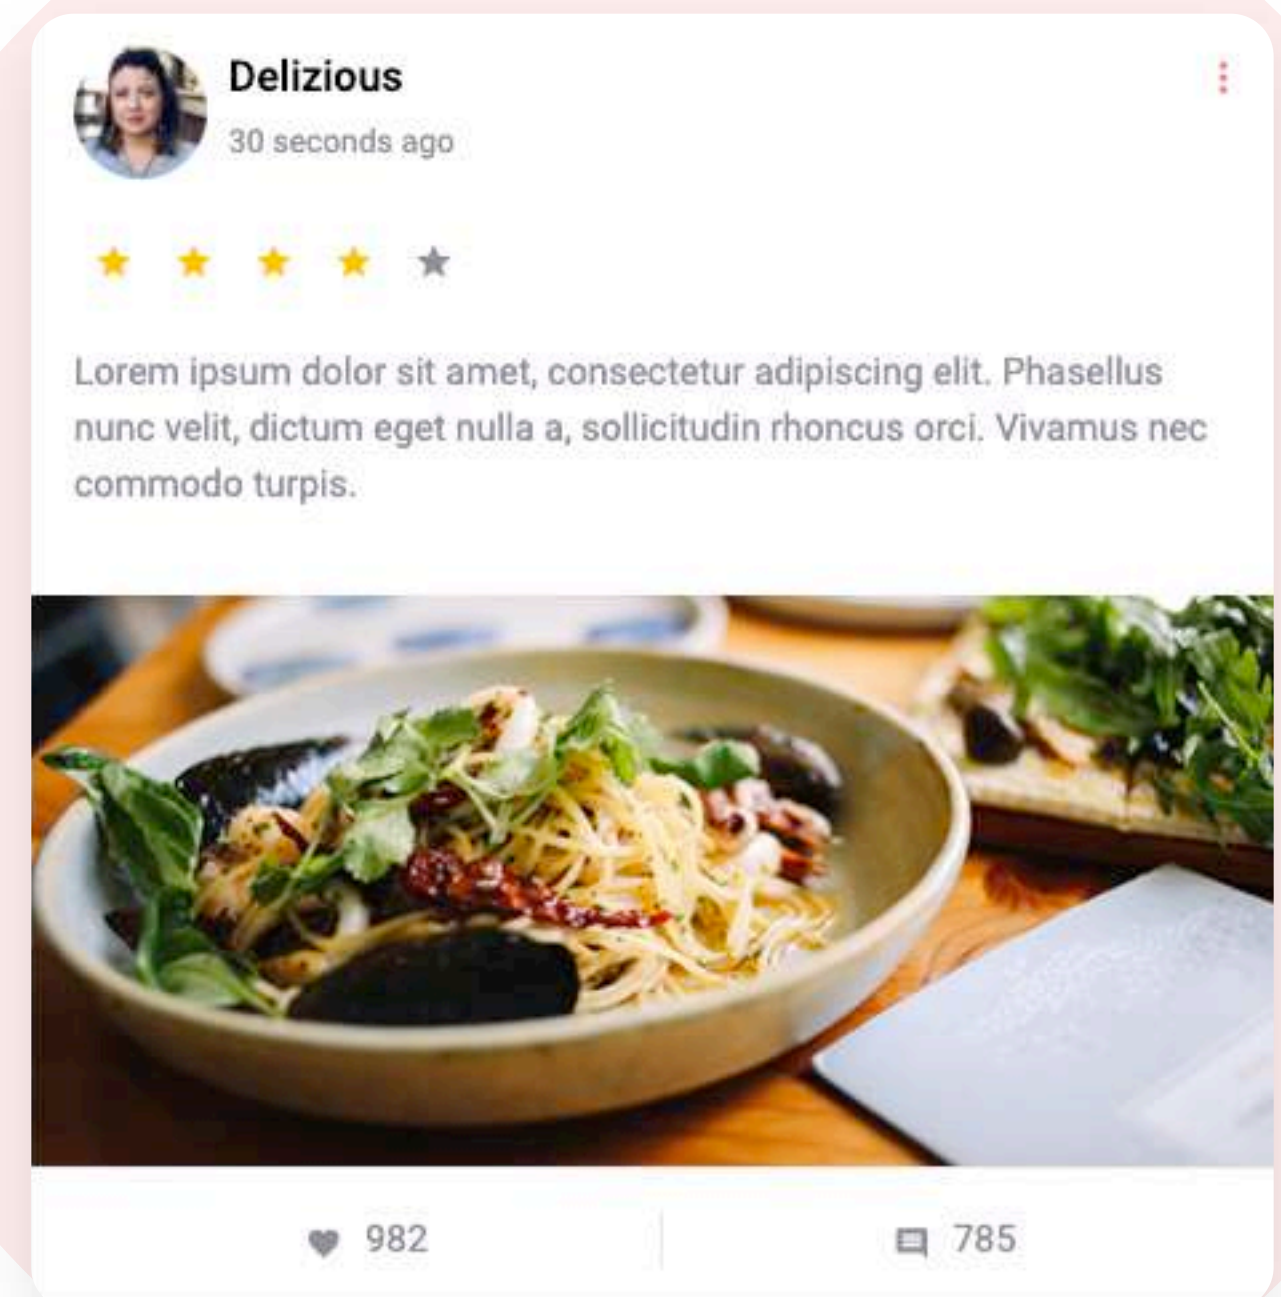 Delizious
30 seconds ago
Lorem ipsum dolor sit amet, consectetur adipiscing elit. Phasellus
nunc velit, dictum eget nulla a, sollicitudin rhoncus orci. Vivamus nec
commodo turpis.
982
785